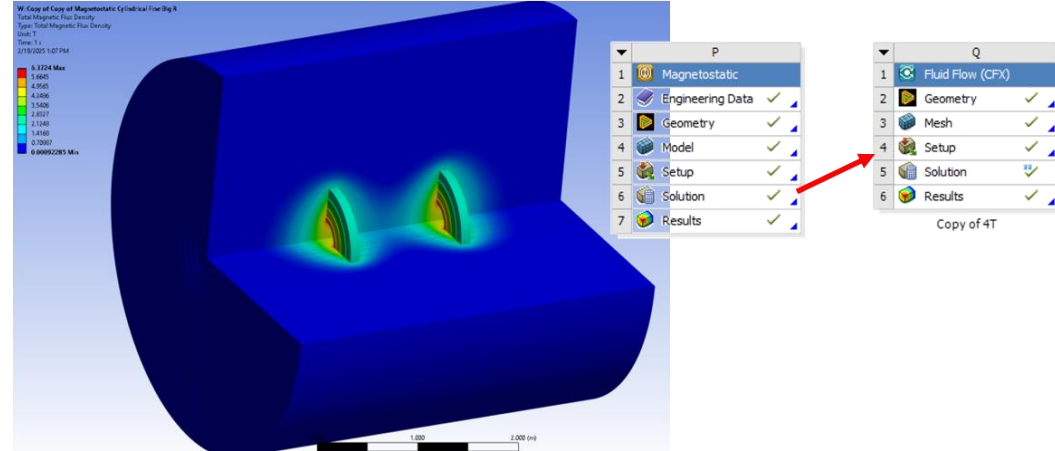 W: Copy of Copy of Magnetostatic Cylindrical Fine Big R
Total Magnetic Flux Density
Type: Total Magnetic Flux Density
Unit: T
Time: 1 s
2/19/2025 1:07 PM
6.3724 Max
5.6645
4.9565
4.2486
3.5406
2.8327
2.1248
1.4168
0.70887
0.00092285 Min
1.000
2.000 (m)
P
1 Magnetostatic
2 Engineering Data
3 Geometry
4 Model
5 Setup
6 Solution
7 Results
Q
1 Fluid Flow (CFX)
2 Geometry
3 Mesh
4 Setup
5 Solution
6 Results
Copy of 4T